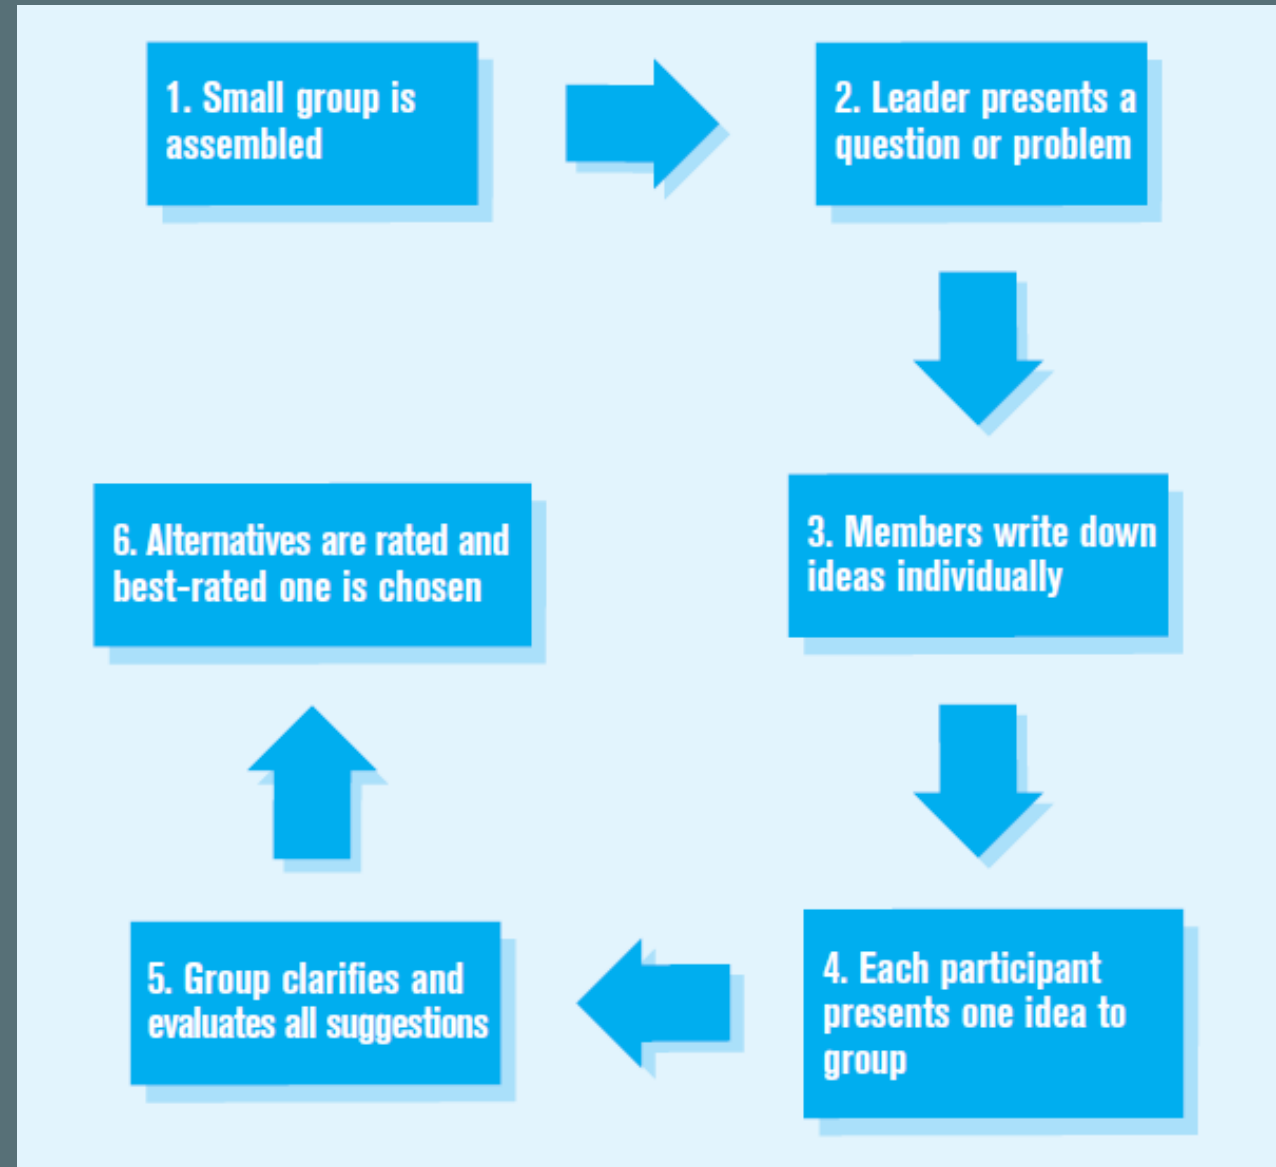 1. Small group is
assembled
2. Leader presents a
question or problem
3. Members write down
ideas individually
4. Each participant
presents one idea to
group
5. Group clarifies and
evaluates all suggestions
6. Alternatives are rated and
best-rated one is chosen